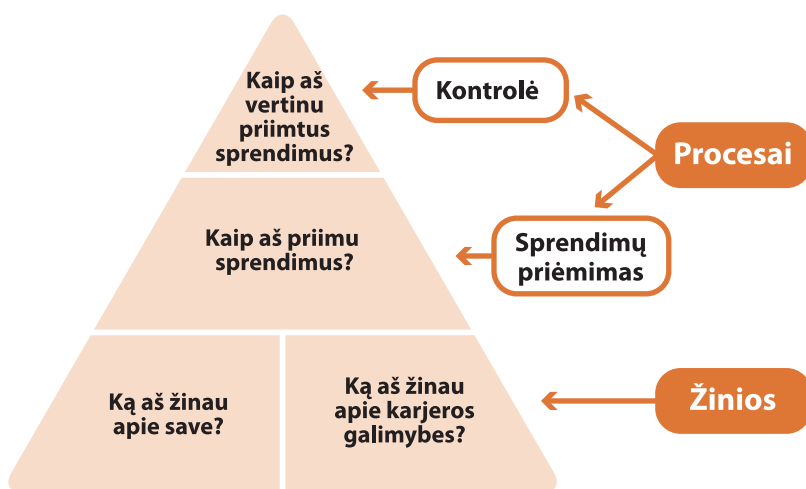 Kaip aš
vertinu
priimtus
sprendimus?
Kontrolė
Procesai
Kaip aš priimu
sprendimus?
Sprendimų
priėmimas
Ką aš žinau
apie save?
Ką aš žinau
apie karjeros
galimybes?
Žinios